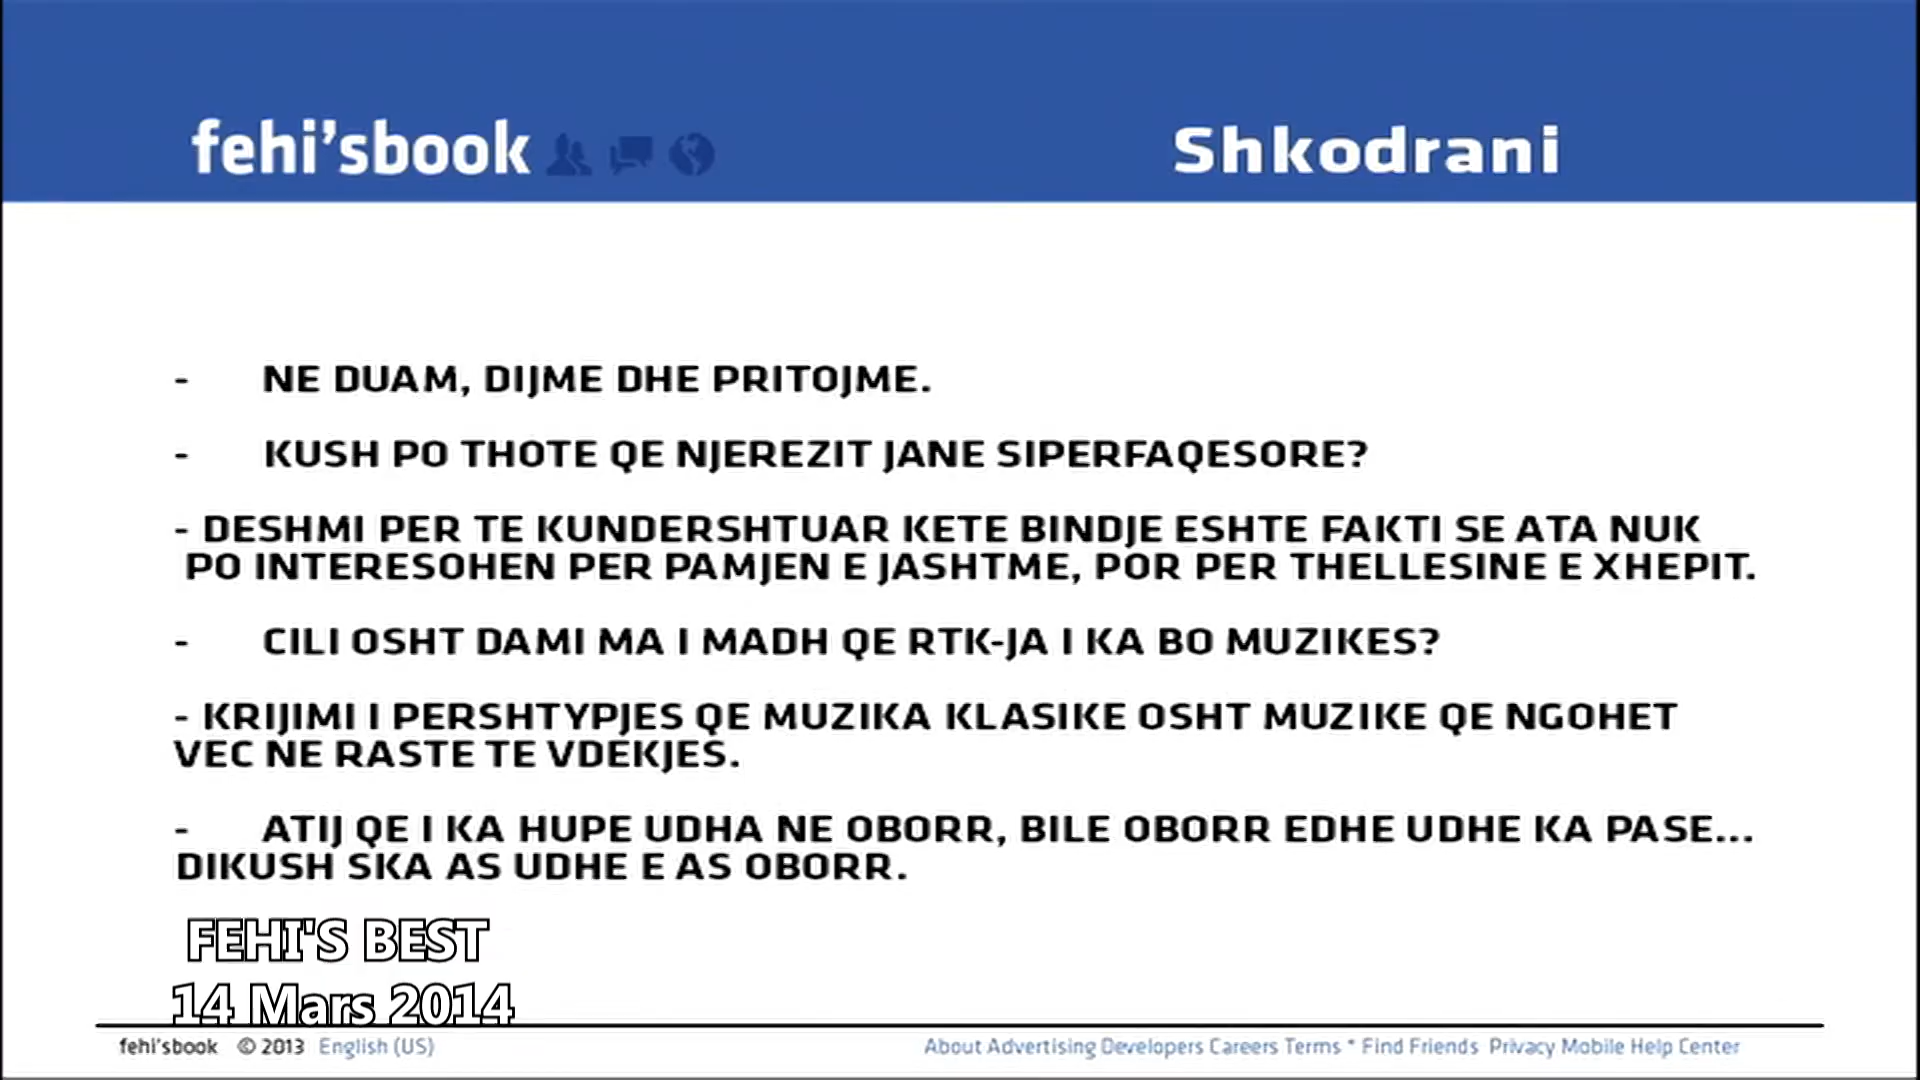 fehi'sbook
Shkodrani
- NE DUAM, DIJME DHE PRITOJME.
- KUSH PO THOTE QE NJEREZIT JANE SIPERFAQESORE?
- DESHMI PER TE KUNDERSHTUAR KETE BINDJE ESHTE FAKTI SE ATA NUK
PO INTERESOHEN PER PAMJEN E JASHTME, POR PER THELLESINE E XHEPIT.
- CILI OSHT DAMI MA I MADH QE RTK-JA I KA BO MUZIKES?
- KRIJIMI I PERSHTYPJES QE MUZIKA KLASIKE OSHT MUZIKE QE NGOHET
VEC NE RASTE TE VDEKJES.
- ATIJ QE I KA HUPE UDHA NE OBORR, BILE OBORR EDHE UDHE KA PASE...
DIKUSH SKA AS UDHE E AS OBORR.
FEHI'S BEST
14 Mars 2014
fehi'sbook © 2013 English (US)
About Advertising Developers Careers Terms * Find Friends Privacy Mobile Help Center